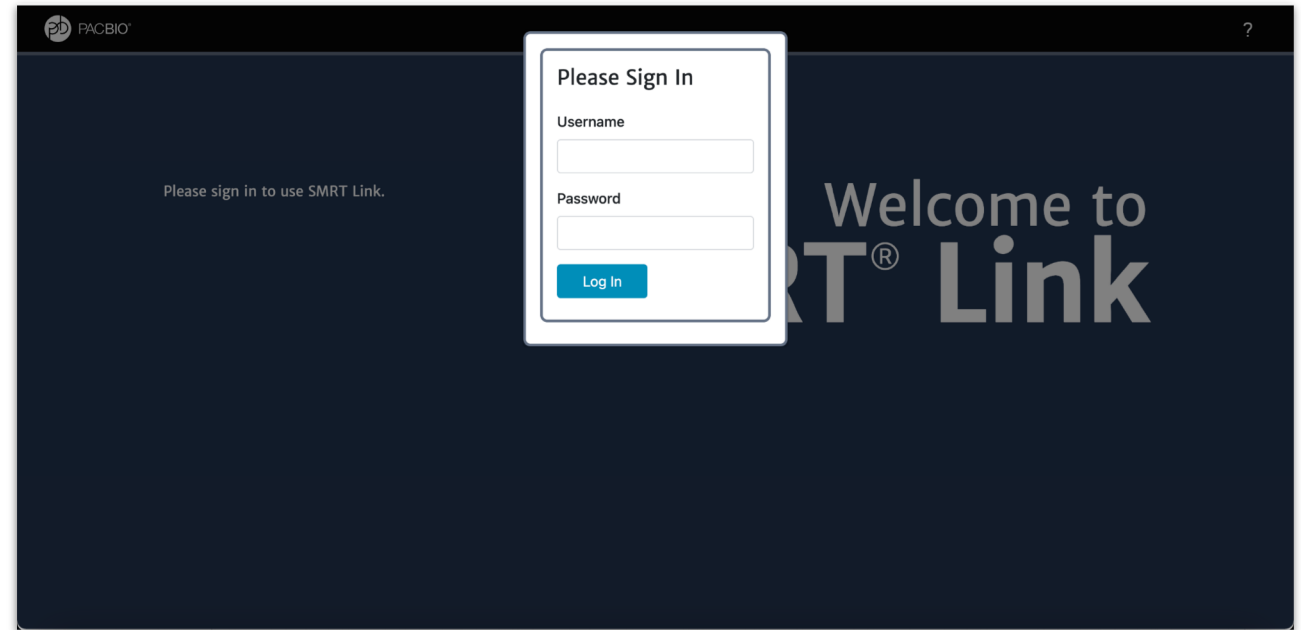 PACBIO®
?
Please Sign In
Username
Password
Log In
Please sign in to use SMRT Link.
Welcome to
RT® Link